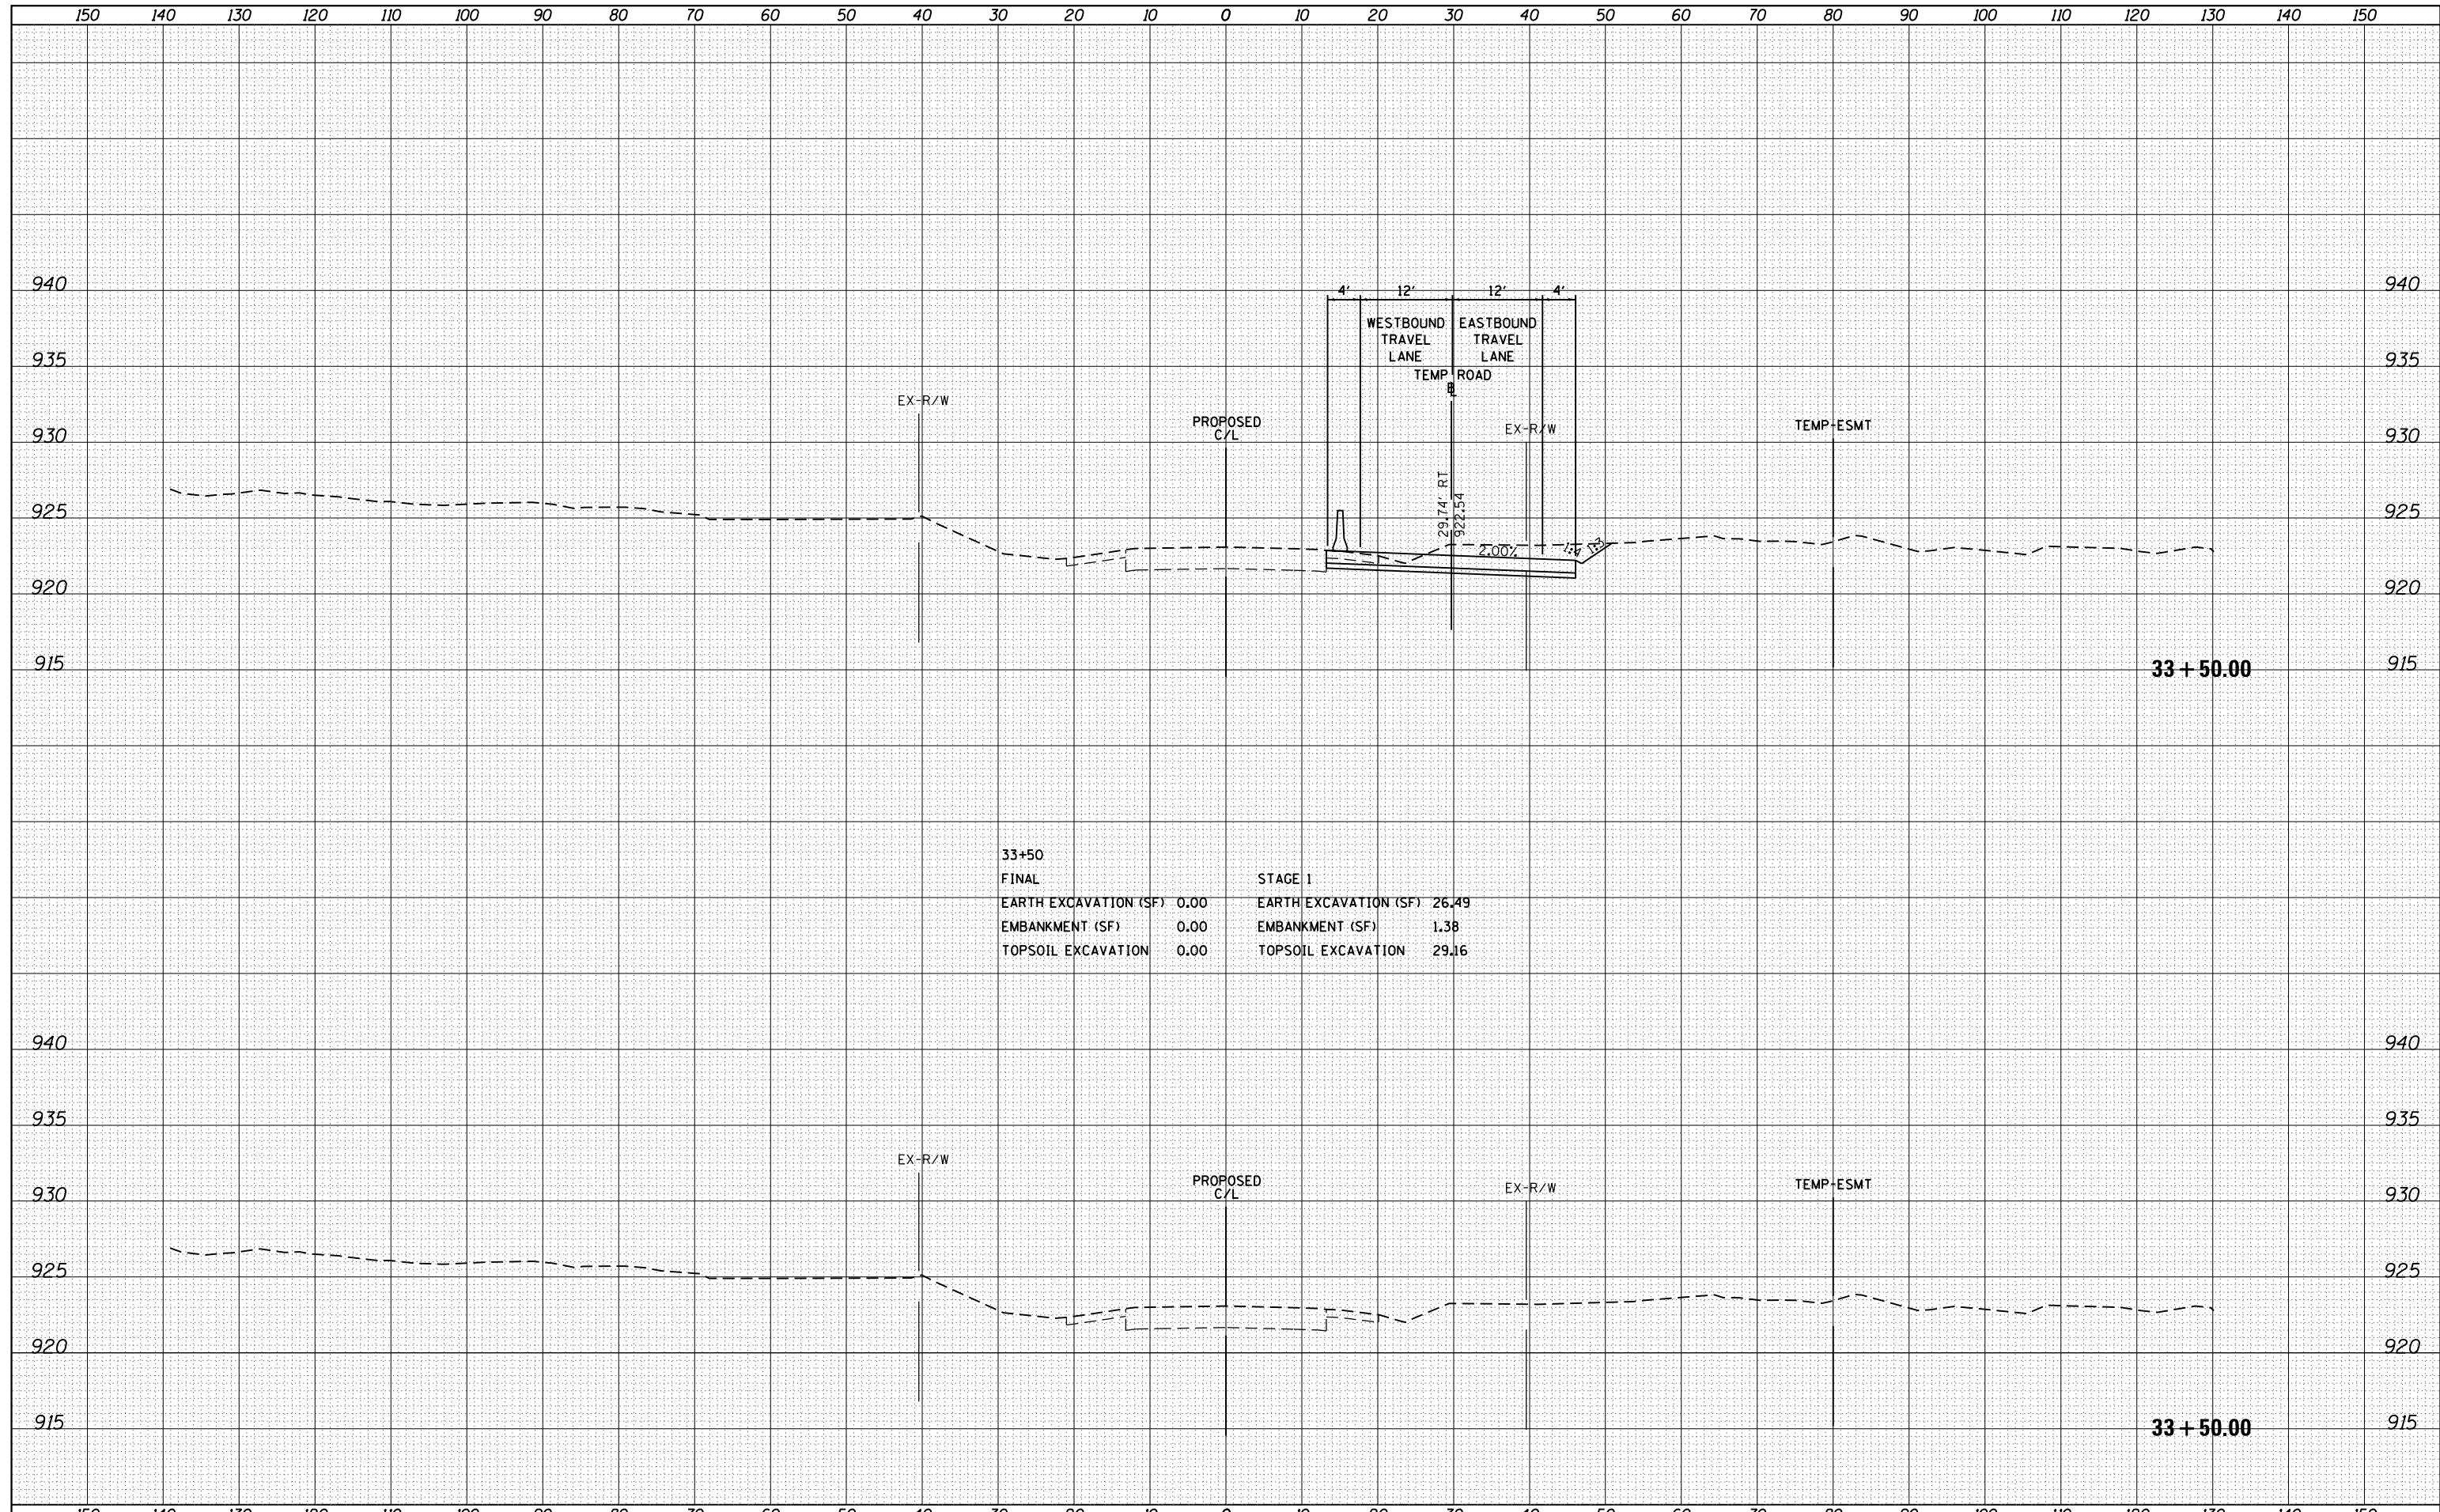 150 140 130 120 110 100 90 80 70 60 50 40 30 20 10 0 10 20 30 40 50 60 70 80 90 100 110 120 130 140 150
940 4' 12' 12' 4' 940
WESTBOUND EASTBOUND
TRAVEL TRAVEL
935 LANE LANE 935
TEMP ROAD
BL
EX-R/W
PROPOSED
C/L
EX-R/W
TEMP-ESMT
930 930
29.74' RT
922.54
925 925
2.00% 1:4 1:3
920 920
915 33 + 50.00 915
33+50
FINAL STAGE 1
EARTH EXCAVATION (SF) 0.00 EARTH EXCAVATION (SF) 26.49
EMBANKMENT (SF) 0.00 EMBANKMENT (SF) 1.38
TOPSOIL EXCAVATION 0.00 TOPSOIL EXCAVATION 29.16
940 940
935 935
EX-R/W
PROPOSED
C/L
EX-R/W
TEMP-ESMT
930 930
925 925
920 920
915 33 + 50.00 915